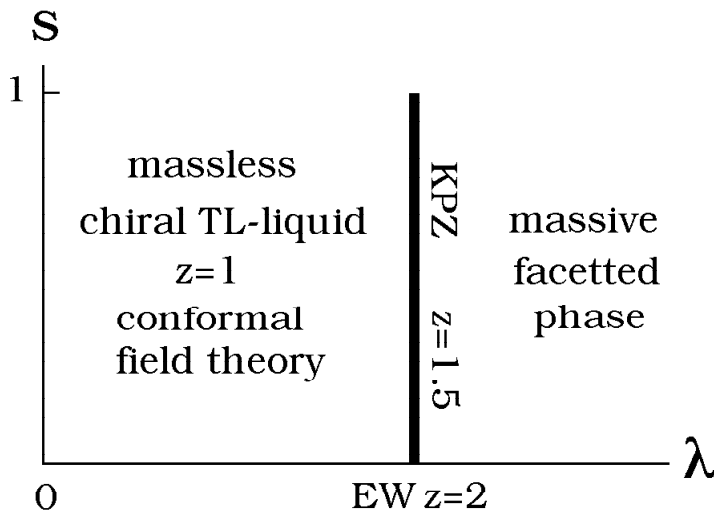 S
1
massless
chiral TL-liquid
z=1
conformal
field theory
KPZ z=1.5
massive
facetted
phase
λ
0
EW z=2